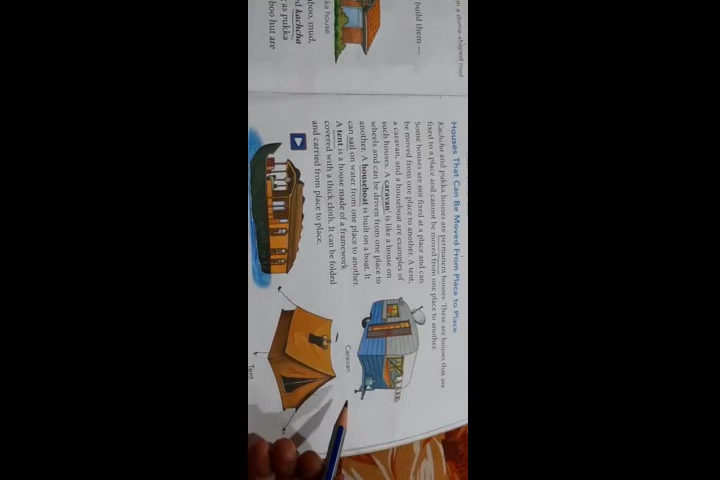 h a dome-shaped roof
build them —
ka house.
boo, mud,
d kachcha
as pukka
boo hut are
Houses That Can Be Moved From Place to Place
Kachcha and pukka houses are permanent houses. These are houses that are
fixed to a place and cannot be moved from one place to another.
Some houses are not fixed at a place and can
be moved from one place to another. A tent,
a caravan, and a houseboat are examples of
such houses. A caravan is like a house on
wheels and can be driven from one place to
another. A houseboat is built on a boat. It
can sail on water from one place to another.
A tent is a house made of a framework
covered with a thick cloth. It can be folded
and carried from place to place.
Caravan
Tent